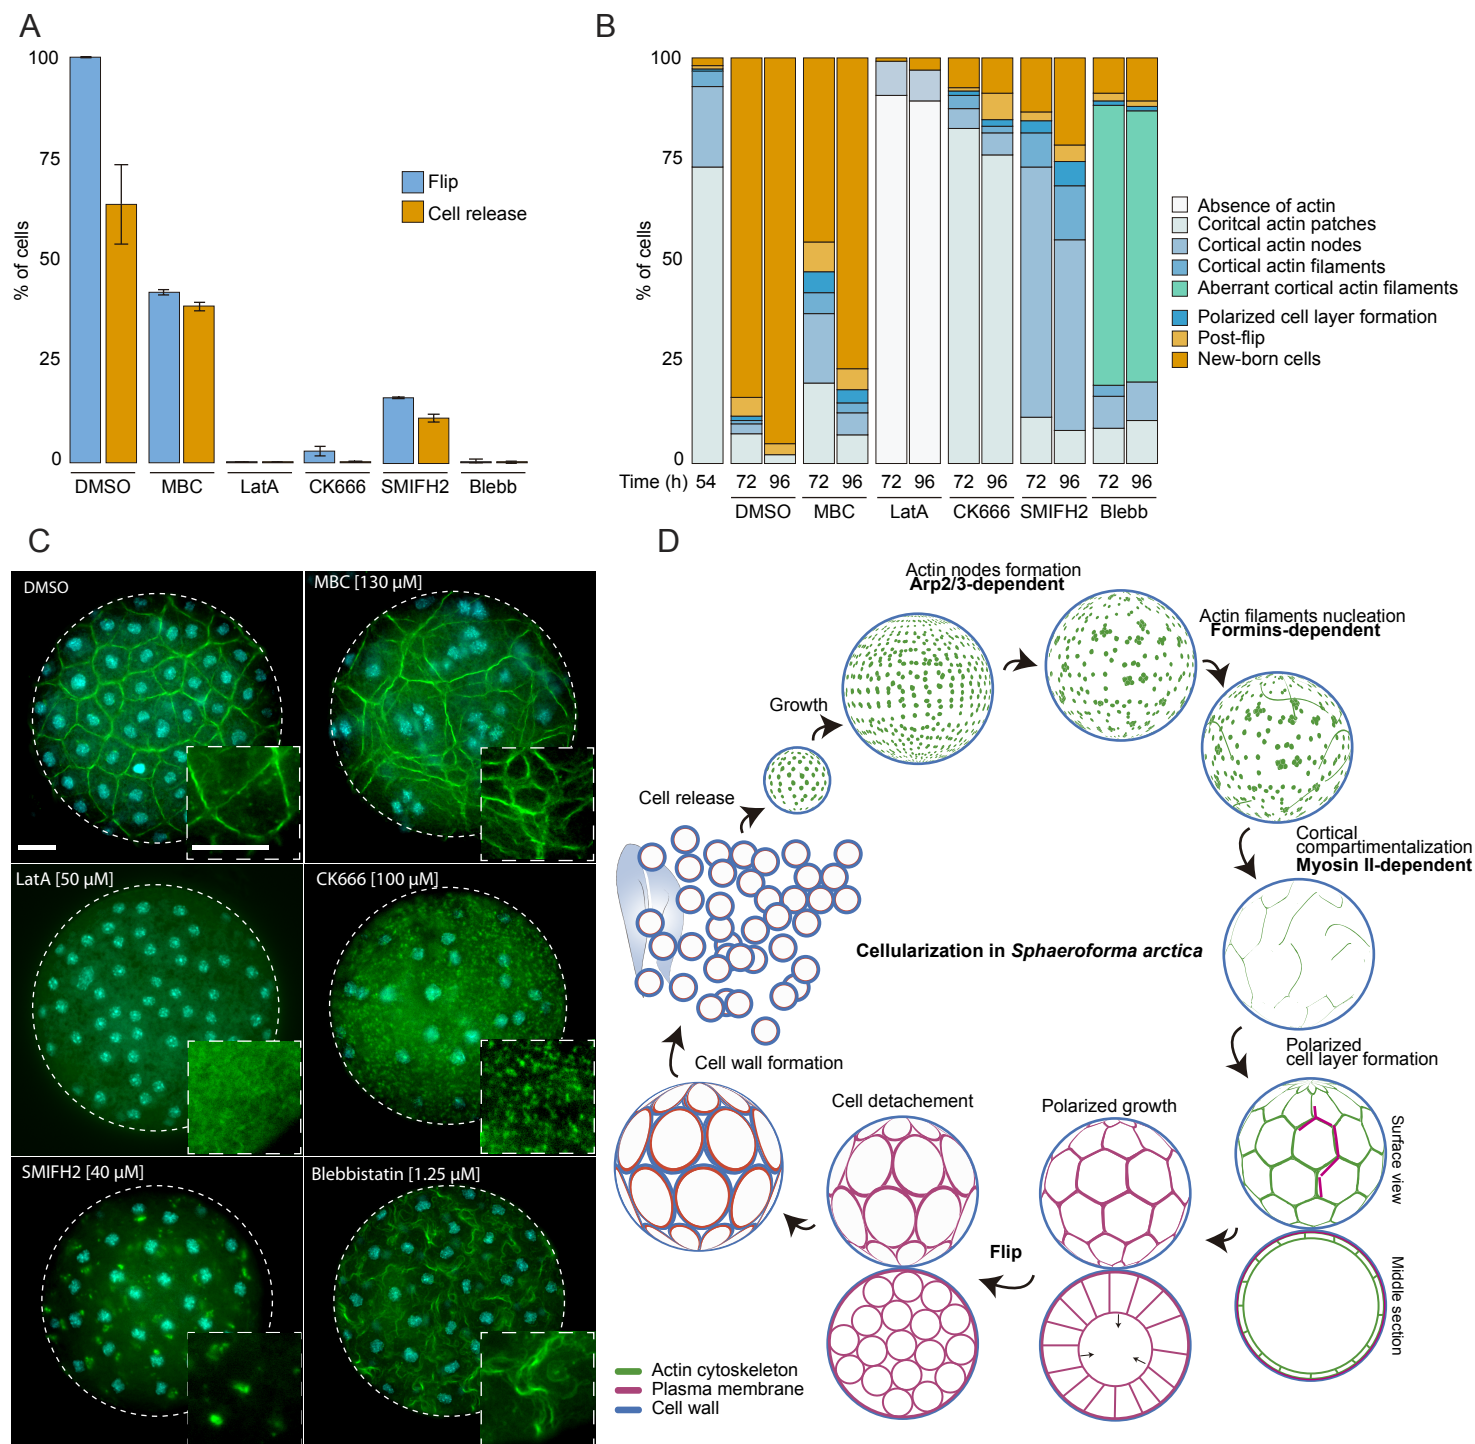 A
100
75
50
25
0
% of cells
Flip
Cell release
DMSO
MBC
LatA
CK666
SMIFH2
Blebb
B
100
75
50
25
0
% of cells
Absence of actin
Coritcal actin patches
Cortical actin nodes
Cortical actin filaments
Aberrant cortical actin filaments
Polarized cell layer formation
Post-flip
New-born cells
Time (h) 54 72 96 72 96 72 96 72 96 72 96 72 96
DMSO MBC LatA CK666 SMIFH2 Blebb
C
DMSO
MBC [130 µM]
LatA [50 µM]
CK666 [100 µM]
SMIFH2 [40 µM]
Blebbistatin [1.25 µM]
D
Actin nodes formation
Arp2/3-dependent
Actin filaments nucleation
Formins-dependent
Growth
Cell release
Cortical
compartimentalization
Myosin II-dependent
Cellularization in Sphaeroforma arctica
Polarized
cell layer formation
Cell wall formation
Cell detachement
Polarized growth
Surface view
Middle section
Flip
Actin cytoskeleton
Plasma membrane
Cell wall